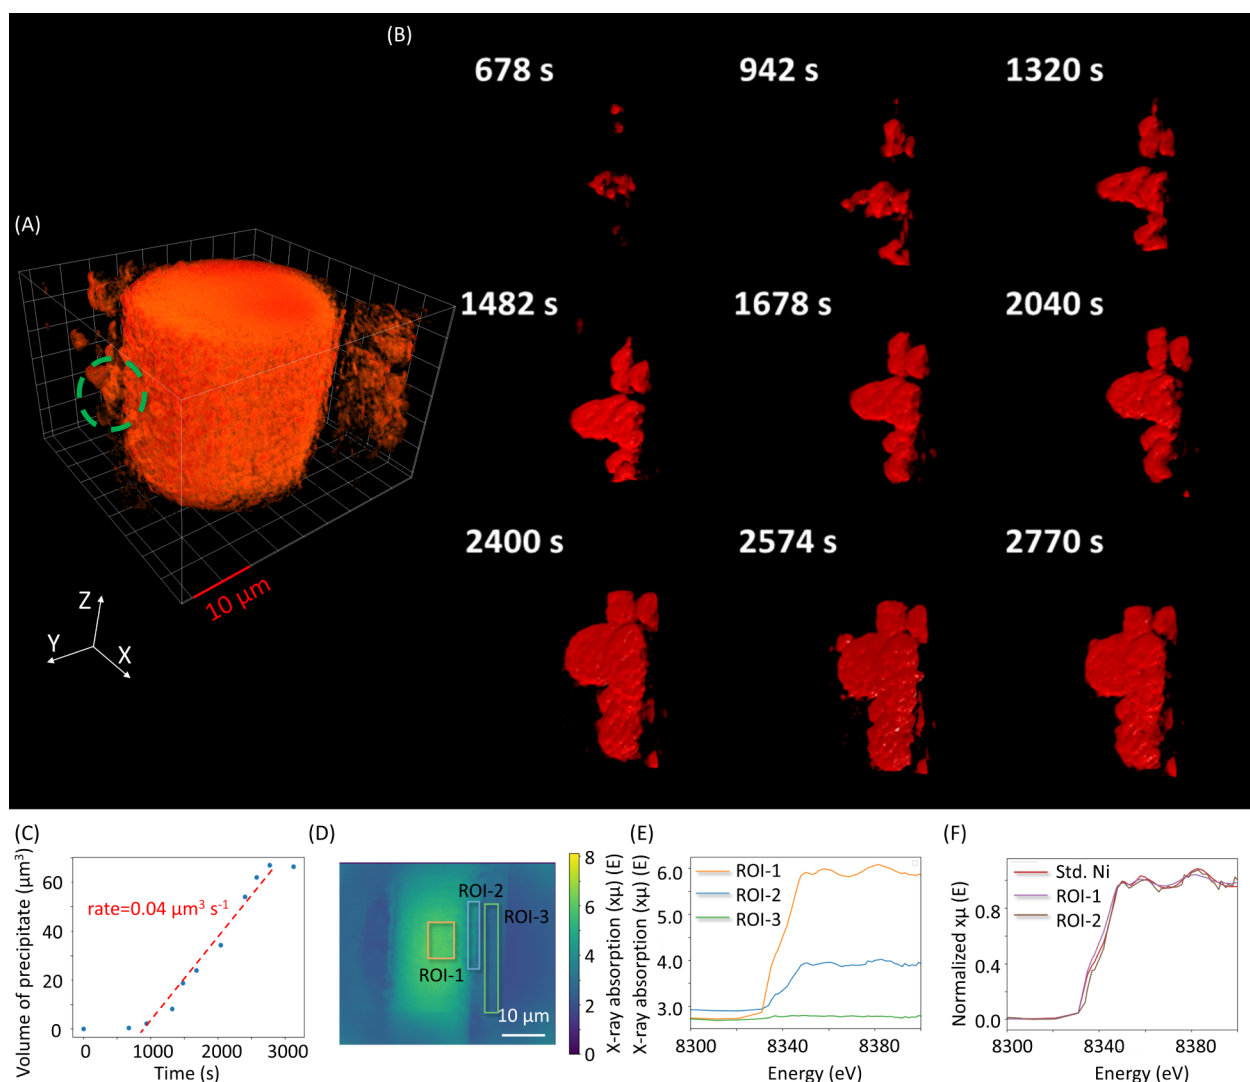 (B)
678 s
942 s
1320 s
(A)
1482 s
1678 s
2040 s
2400 s
2574 s
2770 s
10 μm
Z
Y
X
(C)
Volume of precipitate (μm³)
60
40
20
0
rate=0.04 μm³ s⁻¹
0
1000
2000
3000
Time (s)
(D)
ROI-2
ROI-3
ROI-1
10 μm
8
6
4
2
0
X-ray absorption (xμ) (E)
(E)
X-ray absorption (xμ) (E)
6.0
5.0
4.0
3.0
ROI-1
ROI-2
ROI-3
8300
8340
8380
Energy (eV)
(F)
Normalized xμ (E)
0.8
0.4
0.0
Std. Ni
ROI-1
ROI-2
8300
8340
8380
Energy (eV)